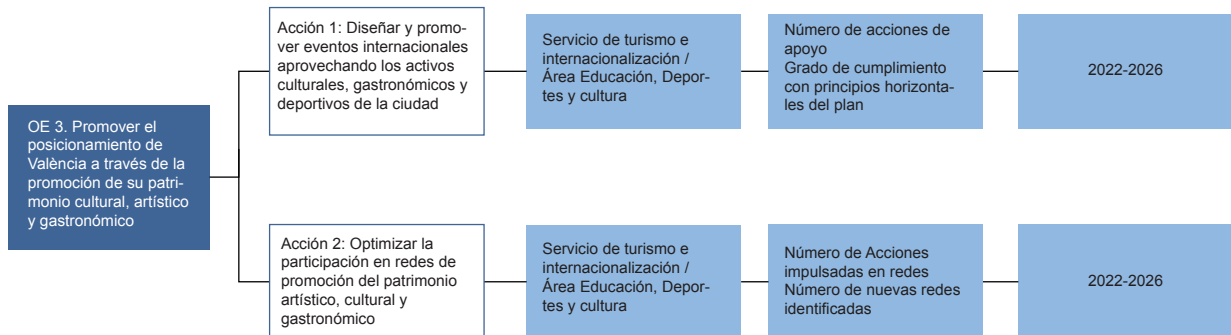 OE 3. Promover el
posicionamiento de
València a través de la
promoción de su patri-
monio cultural, artístico
y gastronómico
Acción 1: Diseñar y promo-
ver eventos internacionales
aprovechando los activos
culturales, gastronómicos y
deportivos de la ciudad
Servicio de turismo e
internacionalización /
Área Educación, Depor-
tes y cultura
Número de acciones de
apoyo
Grado de cumplimiento
con principios horizonta-
les del plan
2022-2026
Acción 2: Optimizar la
participación en redes de
promoción del patrimonio
artístico, cultural y
gastronómico
Servicio de turismo e
internacionalización /
Área Educación, Depor-
tes y cultura
Número de Acciones
impulsadas en redes
Número de nuevas redes
identificadas
2022-2026